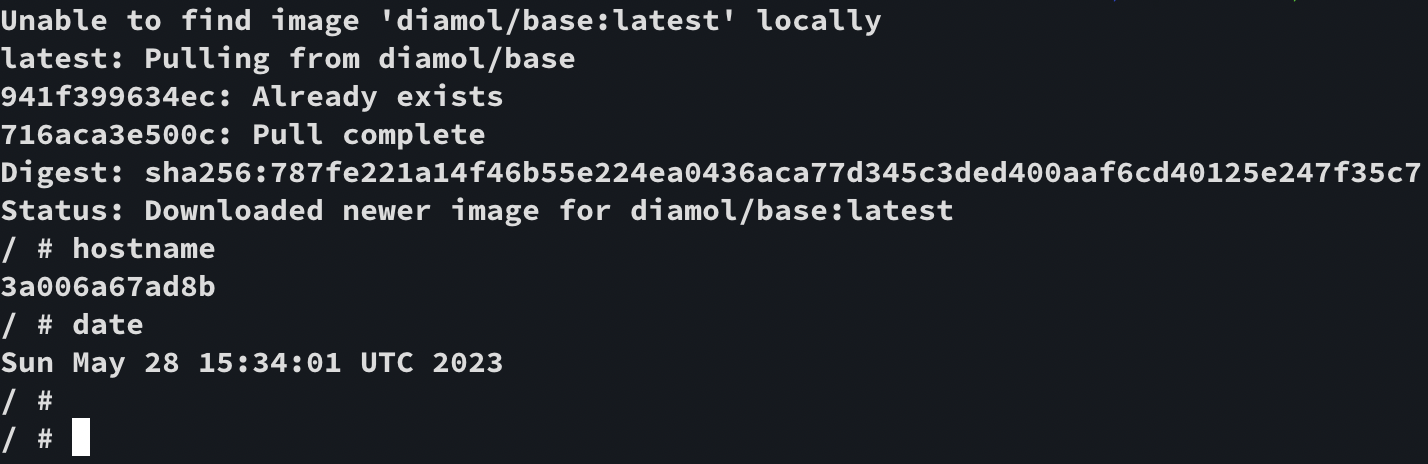 Unable to find image 'diamol/base:latest' locally
latest: Pulling from diamol/base
941f399634ec: Already exists
716aca3e500c: Pull complete
Digest: sha256:787fe221a14f46b55e224ea0436aca77d345c3ded400aaf6cd40125e247f35c7
Status: Downloaded newer image for diamol/base:latest
/ # hostname
3a006a67ad8b
/ # date
Sun May 28 15:34:01 UTC 2023
/ #
/ #